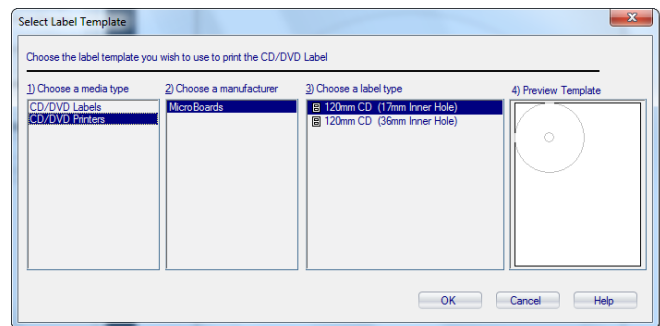 Select Label Template
Choose the label template you wish to use to print the CD/DVD Label
1) Choose a media type
CD/DVD Labels
CD/DVD Printers
2) Choose a manufacturer
MicroBoards
3) Choose a label type
120mm CD (17mm Inner Hole)
120mm CD (36mm Inner Hole)
4) Preview Template
OK
Cancel
Help